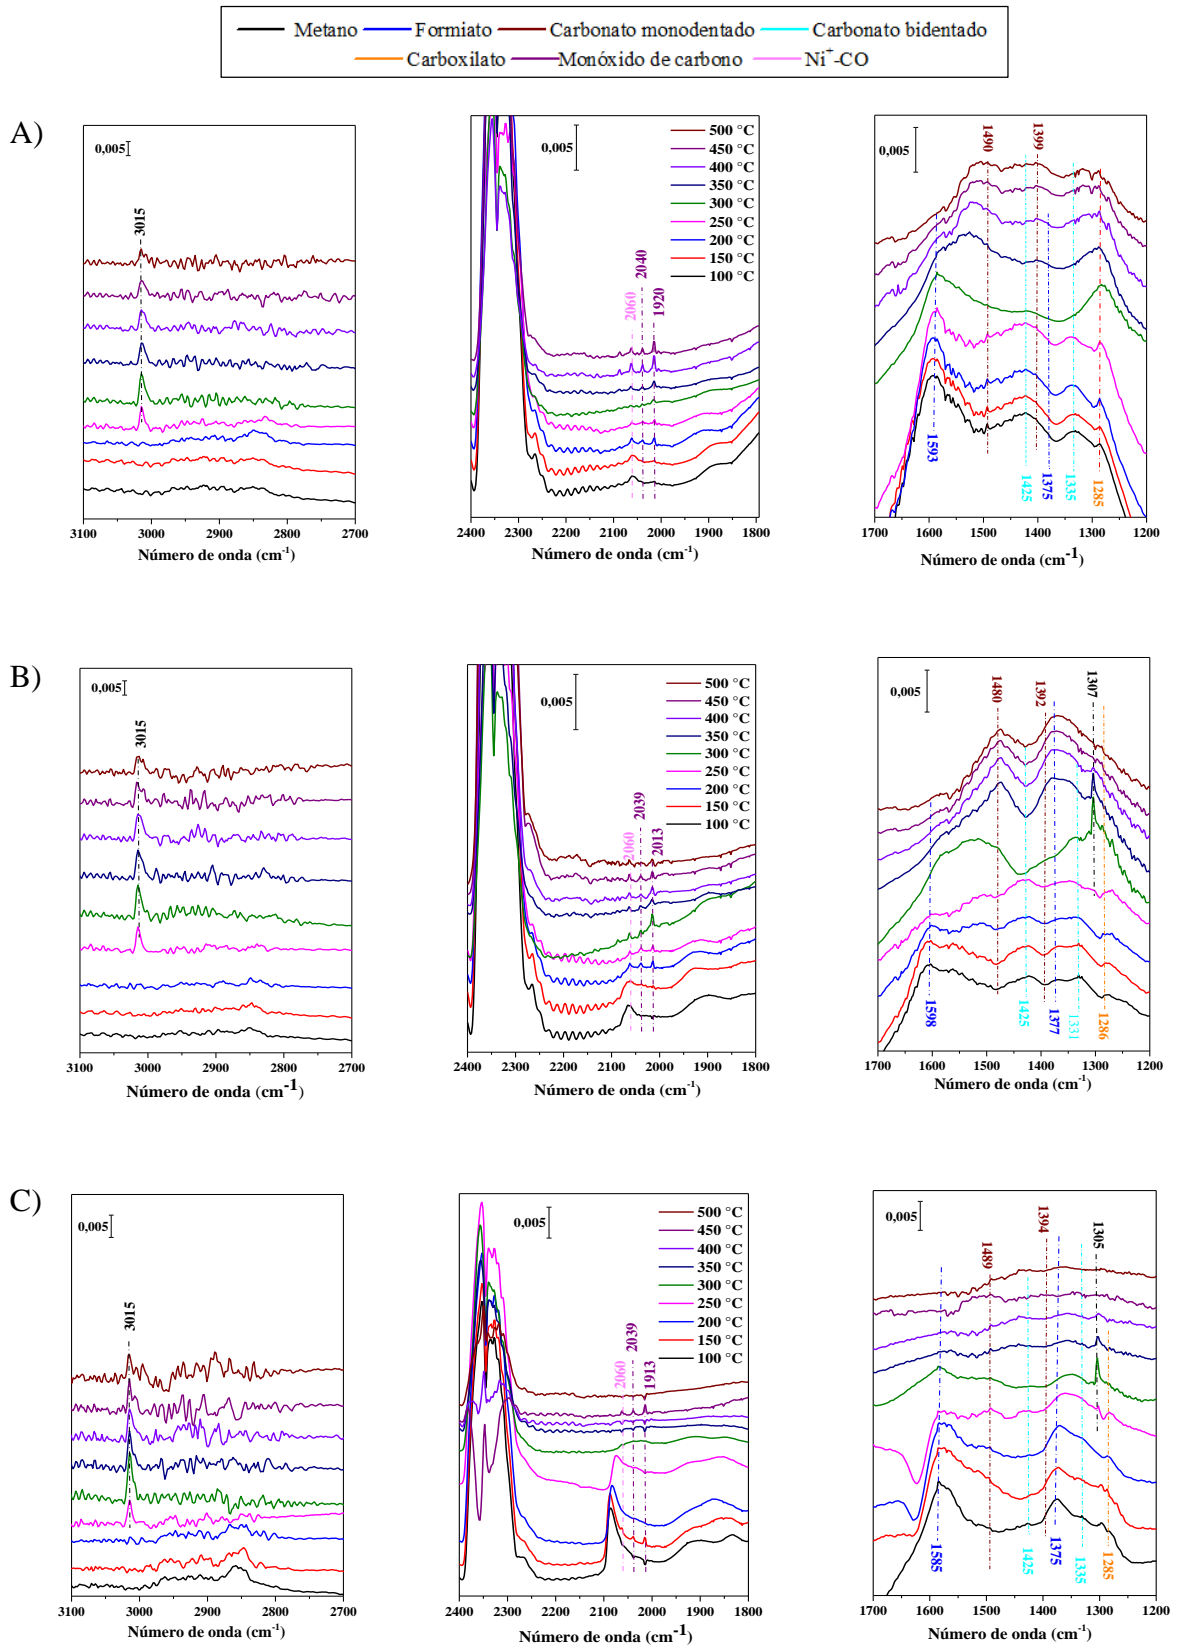 Metano Formiato Carbonato monodentado Carbonato bidentado
Carboxilato Monóxido de carbono Ni⁺-CO
A)
0,005
3015
3100 3000 2900 2800 2700
Número de onda (cm⁻¹)
0,005
500 °C
450 °C
400 °C
350 °C
300 °C
250 °C
200 °C
150 °C
100 °C
2090
2040
1920
2400 2300 2200 2100 2000 1900 1800
Número de onda (cm⁻¹)
0,005
1490
1399
1593
1425
1375
1335
1285
1700 1600 1500 1400 1300 1200
Número de onda (cm⁻¹)
B)
0,005
3015
3100 3000 2900 2800 2700
Número de onda (cm⁻¹)
0,005
500 °C
450 °C
400 °C
350 °C
300 °C
250 °C
200 °C
150 °C
100 °C
2060
2039
2013
2400 2300 2200 2100 2000 1900 1800
Número de onda (cm⁻¹)
0,005
1480
1392
1307
1598
1425
1377
1331
1286
1700 1600 1500 1400 1300 1200
Número de onda (cm⁻¹)
C)
0,005
3015
3100 3000 2900 2800 2700
Número de onda (cm⁻¹)
0,005
500 °C
450 °C
400 °C
350 °C
300 °C
250 °C
200 °C
150 °C
100 °C
2060
2039
1913
2400 2300 2200 2100 2000 1900 1800
Número de onda (cm⁻¹)
0,005
1489
1394
1305
1585
1425
1375
1335
1285
1700 1600 1500 1400 1300 1200
Número de onda (cm⁻¹)